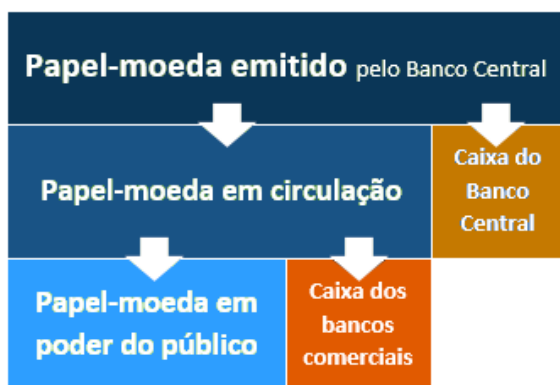 Papel-moeda emitido pelo Banco Central
Papel-moeda em circulação
Caixa do
Banco
Central
Papel-moeda em
poder do público
Caixa dos
bancos
comerciais